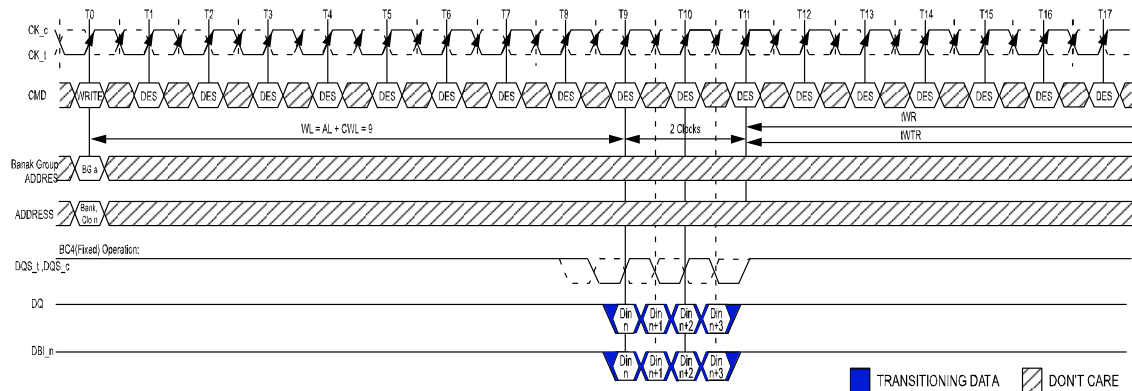 T0 T1 T2 T3 T4 T5 T6 T7 T8 T9 T10 T11 T12 T13 T14 T15 T16 T17
CK_c
CK_t
CMD WRITE DES DES DES DES DES DES DES DES DES DES DES DES DES DES DES DES DES
tWR
WL = AL + CWL = 9 2 Clocks
tWTR
Banak Group
ADDRES
BG a
ADDRESS
Bank,
Clo n
BC4(Fixed) Operation:
DQS_t ,DQS_c
DQ
Din Din Din Din
n n+1 n+2 n+3
DBI_n
Din Din Din Din
n n+1 n+2 n+3
TRANSITIONING DATA DON'T CARE